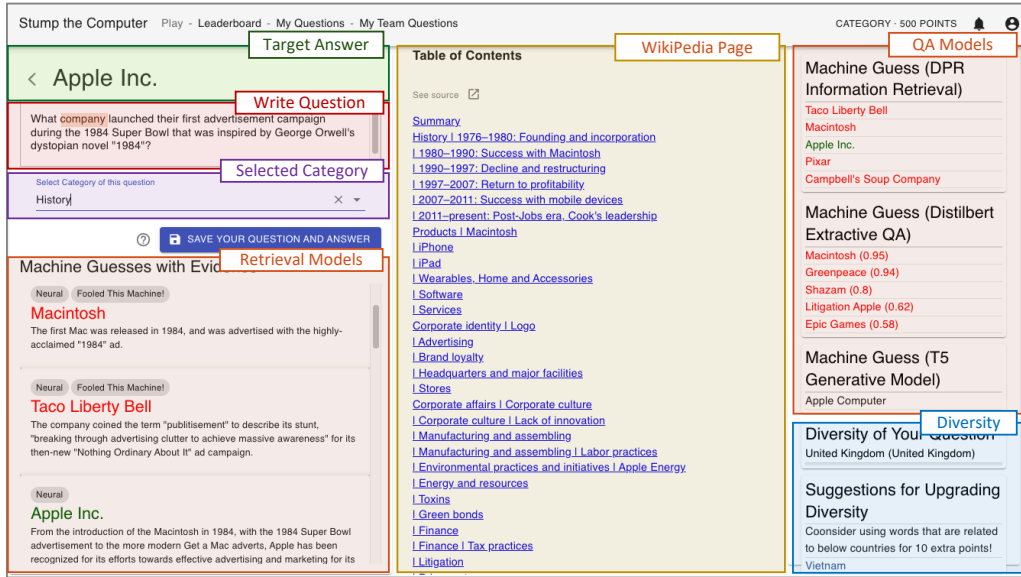 Stump the Computer Play - Leaderboard - My Questions - My Team Questions
CATEGORY · 500 POINTS
Target Answer
Apple Inc.
Write Question
What company launched their first advertisement campaign
during the 1984 Super Bowl that was inspired by George Orwell's
dystopian novel "1984"?
Selected Category
Select Category of this question
History
SAVE YOUR QUESTION AND ANSWER
Retrieval Models
Machine Guesses with
Neural Fooled This Machine!
Macintosh
The first Mac was released in 1984, and was advertised with the highly-
acclaimed "1984" ad.
Neural Fooled This Machine!
Taco Liberty Bell
The company coined the term "publitisement" to describe its stunt,
"breaking through advertising clutter to achieve massive awareness" for its
then-new "Nothing Ordinary About It" ad campaign.
Neural
Apple Inc.
From the introduction of the Macintosh in 1984, with the 1984 Super Bowl
advertisement to the more modern Get a Mac adverts, Apple has been
recognized for its efforts towards effective advertising and marketing for its
WikiPedia Page
Table of Contents
See source
Summary
History | 1976–1980: Founding and incorporation
| 1980–1990: Success with Macintosh
| 1990–1997: Decline and restructuring
| 1997–2007: Return to profitability
| 2007–2011: Success with mobile devices
| 2011–present: Post-Jobs era, Cook's leadership
Products | Macintosh
| iPhone
| iPad
| Wearables, Home and Accessories
| Software
| Services
Corporate identity | Logo
| Advertising
| Brand loyalty
| Headquarters and major facilities
| Stores
Corporate affairs | Corporate culture
| Corporate culture | Lack of innovation
| Manufacturing and assembling
| Manufacturing and assembling | Labor practices
| Environmental practices and initiatives | Apple Energy
| Energy and resources
| Toxins
| Green bonds
| Finance
| Finance | Tax practices
| Litigation
QA Models
Machine Guess (DPR
Information Retrieval)
Taco Liberty Bell
Macintosh
Apple Inc.
Pixar
Campbell's Soup Company
Machine Guess (Distilbert
Extractive QA)
Macintosh (0.95)
Greenpeace (0.94)
Shazam (0.8)
Litigation Apple (0.62)
Epic Games (0.58)
Machine Guess (T5
Generative Model)
Apple Computer
Diversity
Diversity of Your Question
United Kingdom (United Kingdom)
Suggestions for Upgrading
Diversity
Coonsider using words that are related
to below countries for 10 extra points!
Vietnam